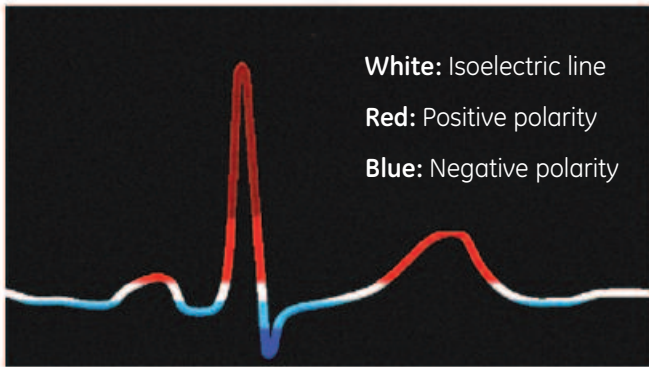 White: Isoelectric line
Red: Positive polarity
Blue: Negative polarity